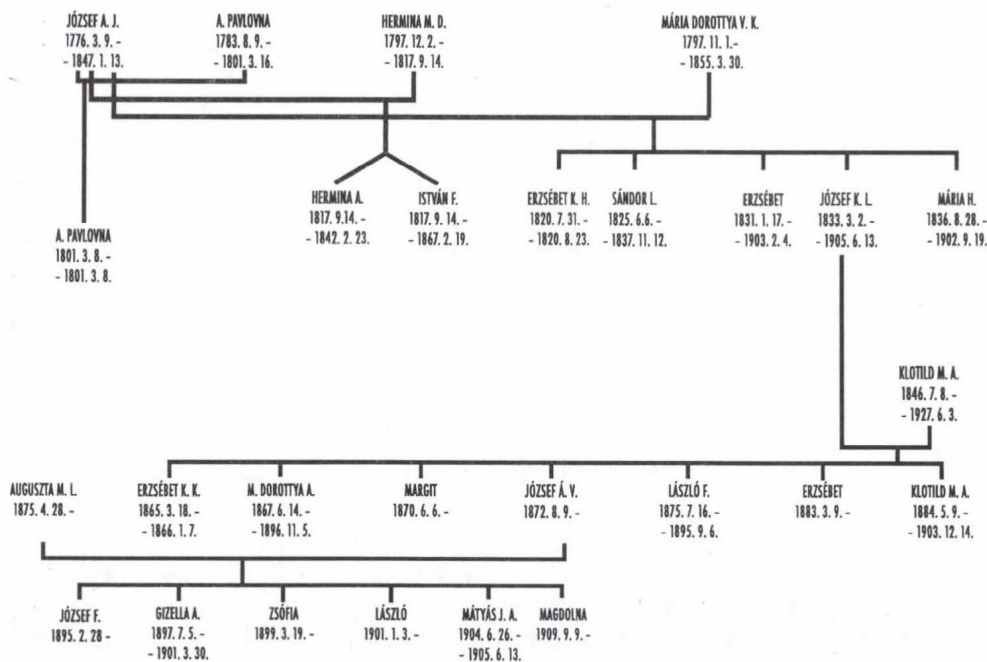 JÓZSEF A. J.
1776. 3. 9. -
- 1847. 1. 13.
A. PAVLOVNA
1783. 8. 9. -
- 1801. 3. 16.
HERMINA M. D.
1797. 12. 2. -
- 1817. 9. 14.
MÁRIA DOROTTYA V. K.
1797. 11. 1.-
- 1855. 3. 30.
A. PAVLOVNA
1801. 3. 8. -
- 1801. 3. 8.
HERMINA A.
1817. 9.14. -
- 1842. 2. 23.
ISTVÁN F.
1817. 9. 14. -
- 1867. 2. 19.
ERZSÉBET K. H.
1820. 7. 31. -
- 1820. 8. 23.
SÁNDOR L.
1825. 6.6. -
- 1837. 11. 12.
ERZSÉBET
1831. 1. 17. -
- 1903. 2. 4.
JÓZSEF K. L.
1833. 3. 2. -
- 1905. 6. 13.
MÁRIA H.
1836. 8. 28. -
- 1902. 9. 19.
KLOTILD M. A.
1846. 7. 8. -
- 1927. 6. 3.
AUGUSZTA M. L.
1875. 4. 28. -
ERZSÉBET K. K.
1865. 3. 18. -
- 1866. 1. 7.
M. DOROTTYA A.
1867. 6. 14. -
- 1896. 11. 5.
MARGIT
1870. 6. 6. -
JÓZSEF Á. V.
1872. 8. 9. -
LÁSZLÓ F.
1875. 7. 16. -
- 1895. 9. 6.
ERZSÉBET
1883. 3. 9. -
KLOTILD M. A.
1884. 5. 9. -
- 1903. 12. 14.
JÓZSEF F.
1895. 2. 28 -
GIZELLA A.
1897. 7. 5. -
- 1901. 3. 30.
ZSÓFIA
1899. 3. 19. -
LÁSZLÓ
1901. 1. 3. -
MÁTYÁS J. A.
1904. 6. 26. -
- 1905. 6. 13.
MAGDOLNA
1909. 9. 9. -